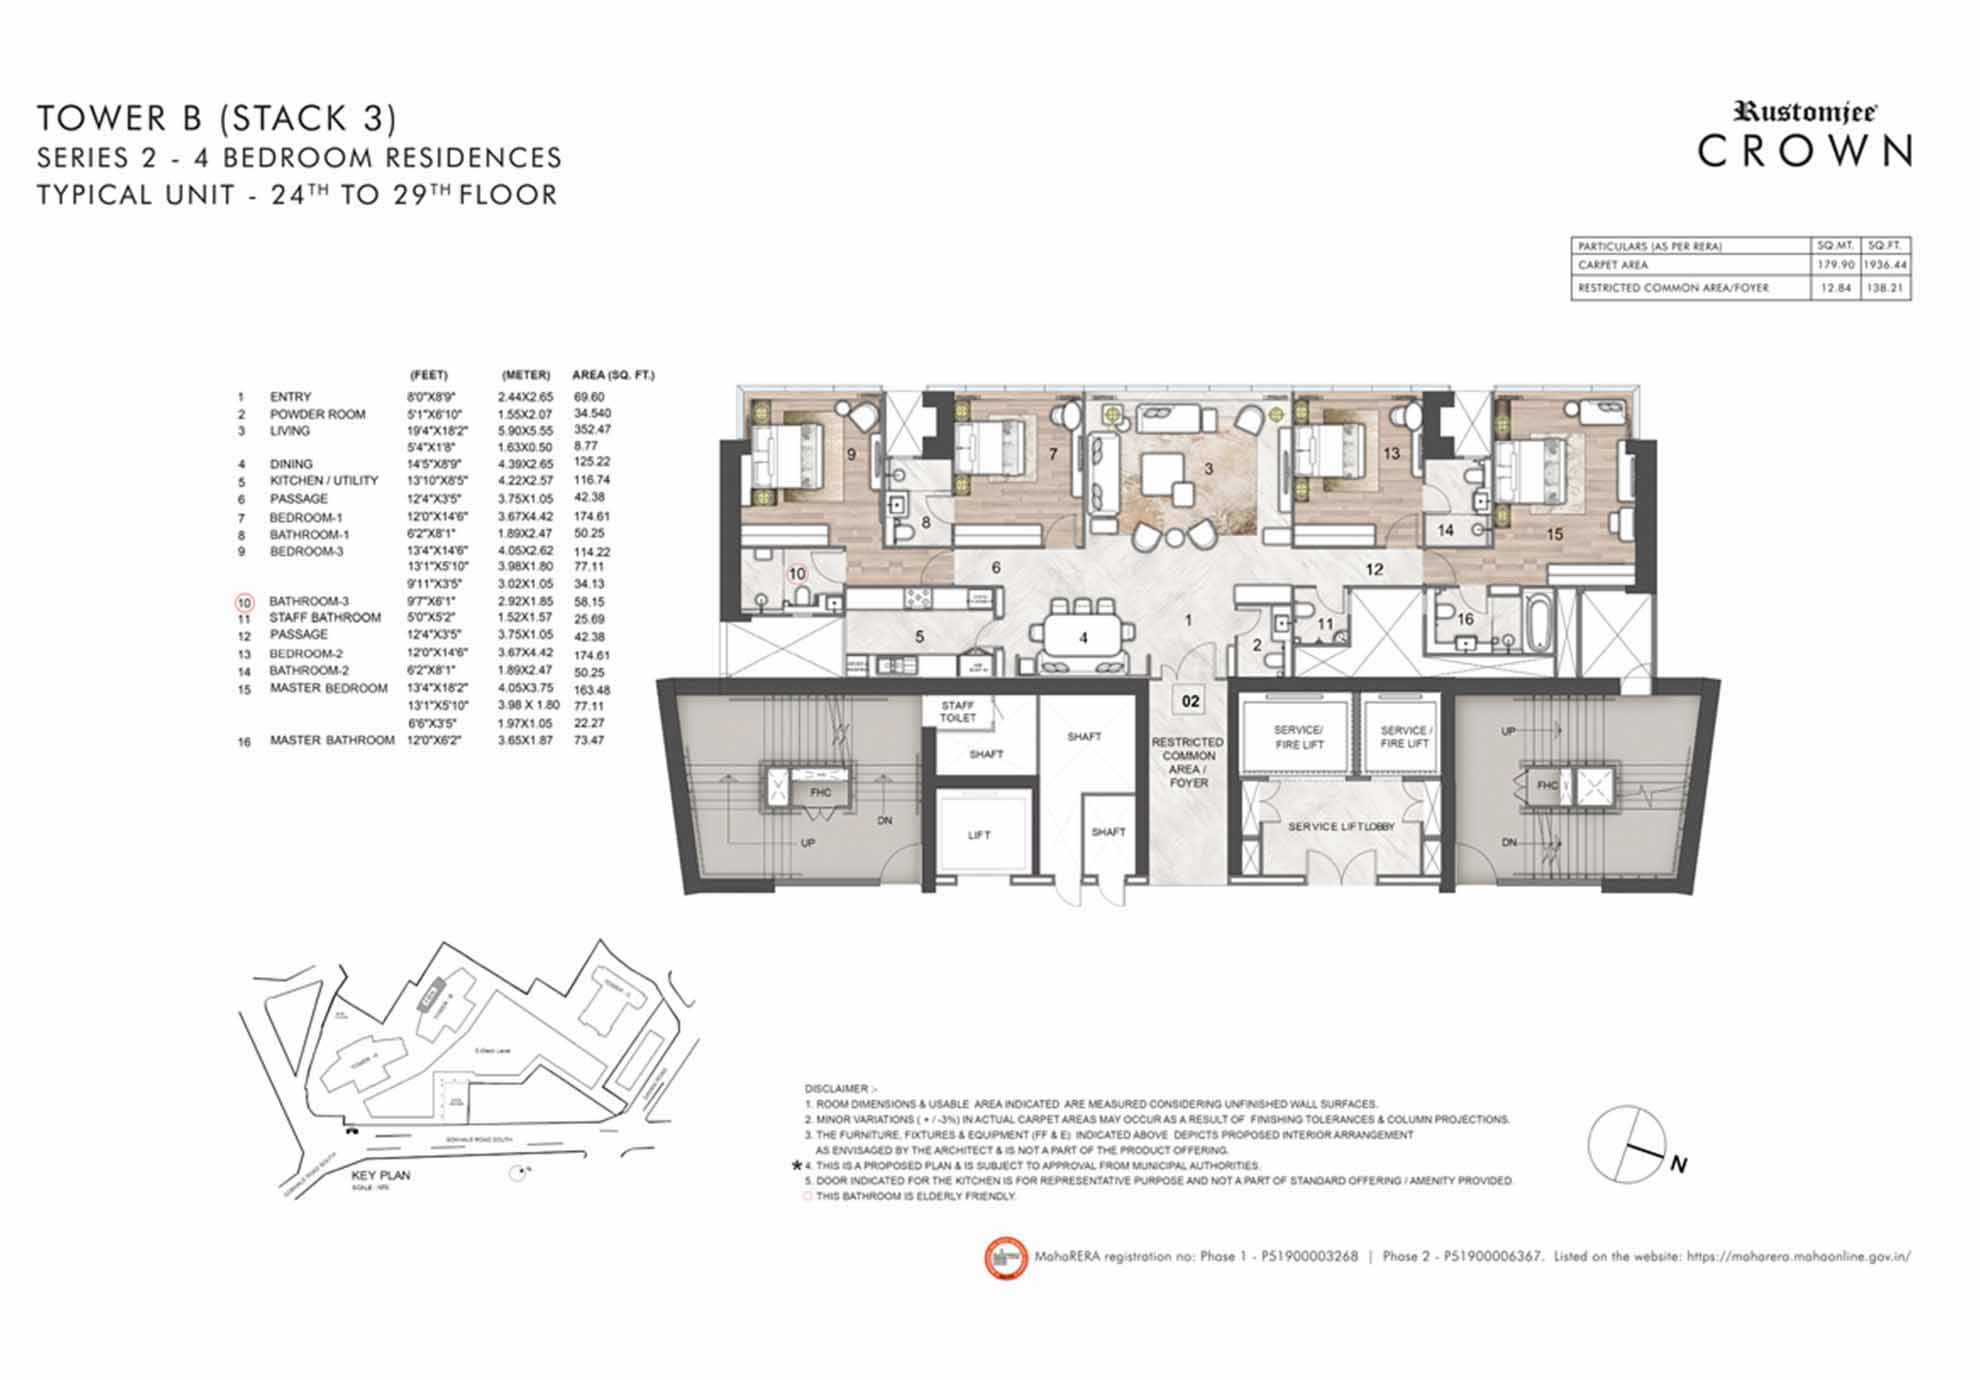 TOWER B (STACK 3)
SERIES 2 - 4 BEDROOM RESIDENCES
TYPICAL UNIT - 24TH TO 29TH FLOOR
Rustomjee
CROWN
PARTICULARS (AS PER RERA) SQ.MT. SQ.FT.
CARPET AREA 179.90 1936.44
RESTRICTED COMMON AREA/FOYER 12.84 138.21
(FEET) (METER) AREA (SQ. FT.)
1 ENTRY 8'0"X8'9" 2.44X2.65 69.60
2 POWDER ROOM 5'1"X6'10" 1.55X2.07 34.540
3 LIVING 19'4"X18'2" 5.90X5.55 352.47
5'4"X1'8" 1.63X0.50 8.77
4 DINING 14'5"X8'9" 4.39X2.65 125.22
5 KITCHEN / UTILITY 13'10"X8'5" 4.22X2.57 116.74
6 PASSAGE 12'4"X3'5" 3.75X1.05 42.38
7 BEDROOM-1 12'0"X14'6" 3.67X4.42 174.61
8 BATHROOM-1 6'2"X8'1" 1.89X2.47 50.25
9 BEDROOM-3 13'4"X14'6" 4.05X2.62 114.22
13'1"X5'10" 3.98X1.80 77.11
9'11"X3'5" 3.02X1.05 34.13
10 BATHROOM-3 9'7"X6'1" 2.92X1.85 58.15
11 STAFF BATHROOM 5'0"X5'2" 1.52X1.57 25.69
12 PASSAGE 12'4"X3'5" 3.75X1.05 42.38
13 BEDROOM-2 12'0"X14'6" 3.67X4.42 174.61
14 BATHROOM-2 6'2"X8'1" 1.89X2.47 50.25
15 MASTER BEDROOM 13'4"X18'2" 4.05X3.75 163.48
13'1"X5'10" 3.98 X 1.80 77.11
6'6"X3'5" 1.97X1.05 22.27
16 MASTER BATHROOM 12'0"X6'2" 3.65X1.87 73.47
9
7
3
13
15
8
14
10
6
12
5
4
1
2
11
16
02
STAFF
TOILET
SHAFT
SHAFT
SHAFT
LIFT
RESTRICTED
COMMON
AREA /
FOYER
SERVICE/
FIRE LIFT
SERVICE /
FIRE LIFT
SERVICE LIFT LOBBY
FHC
DN
UP
UP
FHC
DN
TOWER - B
GOKHALE ROAD SOUTH
GOKHALE ROAD SOUTH
KEY PLAN
SCALE : NTS
N
DISCLAIMER :-
1. ROOM DIMENSIONS & USABLE AREA INDICATED ARE MEASURED CONSIDERING UNFINISHED WALL SURFACES.
2. MINOR VARIATIONS ( + / -3%) IN ACTUAL CARPET AREAS MAY OCCUR AS A RESULT OF FINISHING TOLERANCES & COLUMN PROJECTIONS.
3. THE FURNITURE, FIXTURES & EQUIPMENT (FF & E) INDICATED ABOVE DEPICTS PROPOSED INTERIOR ARRANGEMENT
AS ENVISAGED BY THE ARCHITECT & IS NOT A PART OF THE PRODUCT OFFERING.
* 4. THIS IS A PROPOSED PLAN & IS SUBJECT TO APPROVAL FROM MUNICIPAL AUTHORITIES.
5. DOOR INDICATED FOR THE KITCHEN IS FOR REPRESENTATIVE PURPOSE AND NOT A PART OF STANDARD OFFERING / AMENITY PROVIDED.
THIS BATHROOM IS ELDERLY FRIENDLY.
N
MahaRERA registration no: Phase 1 - P51900003268 | Phase 2 - P51900006367. Listed on the website: https://maharera.mahaonline.gov.in/